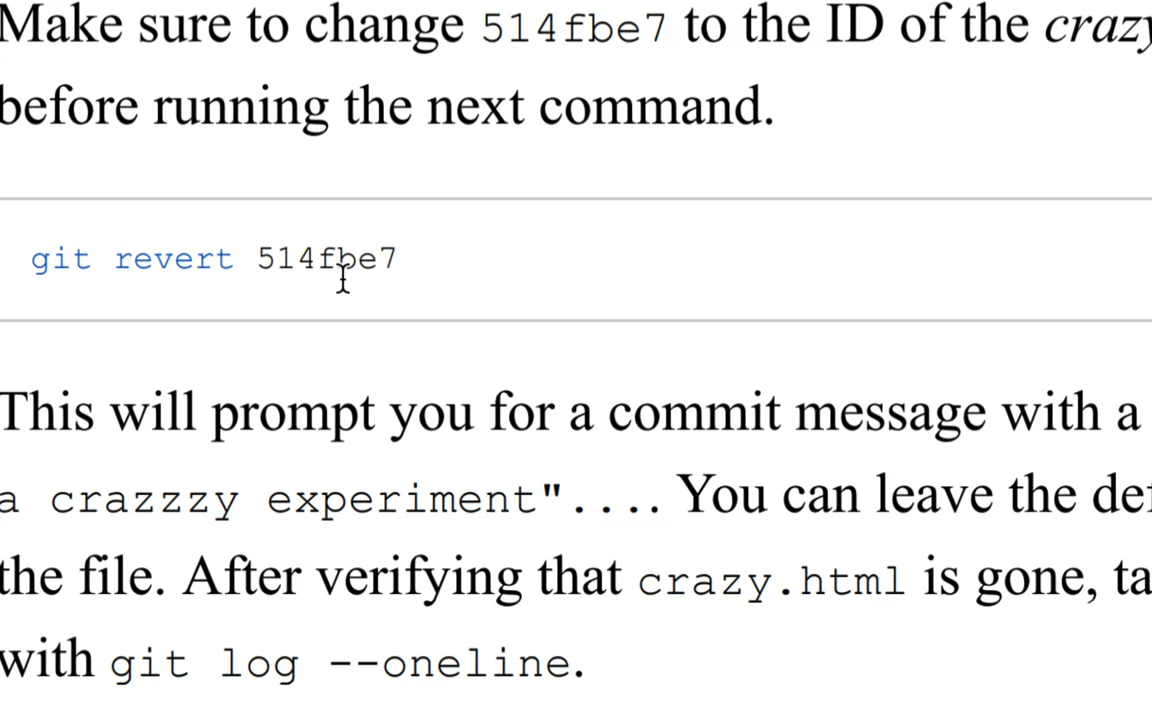 Make sure to change 514fbe7 to the ID of the crazy
before running the next command.
git revert 514fbe7
This will prompt you for a commit message with a
a crazzzy experiment".... You can leave the
the file. After verifying that crazy.html is gone,
with git log --oneline.